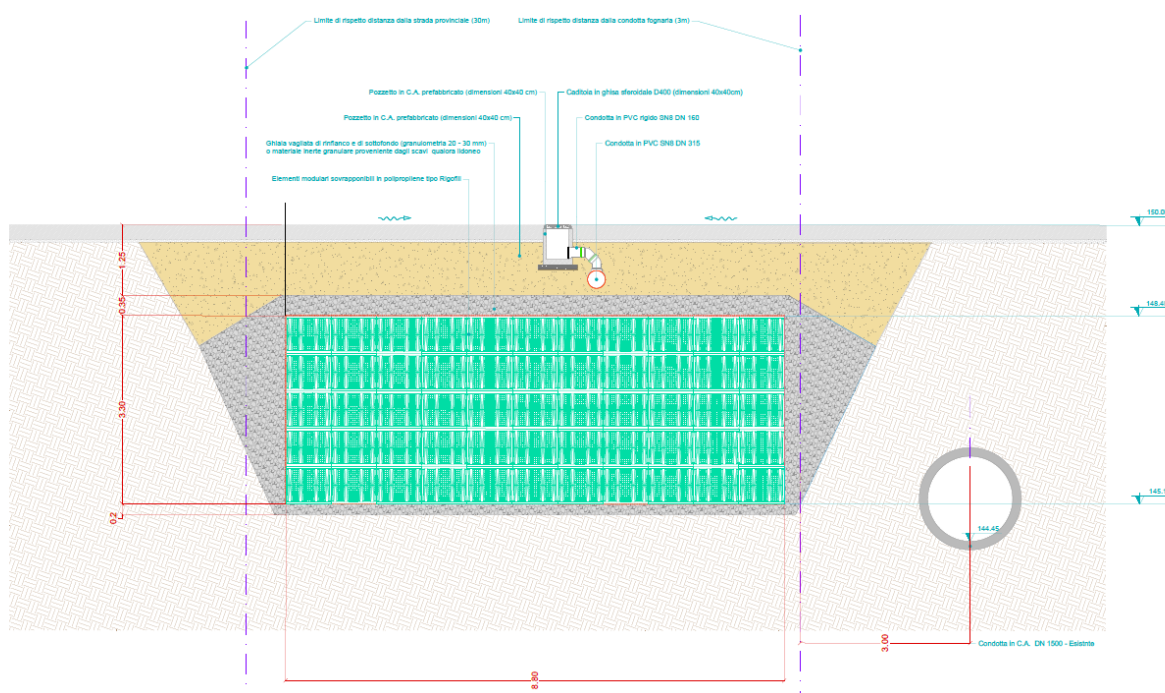 Limite di rispetto distanza dalla strada provinciale (30m)
Limite di rispetto distanza dalla condotta fognaria (3m)
Pozzetto in C.A. prefabbricato (dimensioni 40x40 cm)
Caditoia in ghisa sferoidale D400 (dimensioni 40x40cm)
Pozzetto in C.A. prefabbricato (dimensioni 40x40 cm)
Condotta in PVC rigido SN8 DN 160
Ghiaia vagliata di rinfianco e di sottofondo (granulometria 20 - 30 mm)
o materiale inerte granulare proveniente dagli scavi qualora idoneo
Condotta in PVC SN8 DN 315
Elementi modulari sovrapponibili in polipropilene tipo Rigofill
150.0
1.25
0.35
148.4
3.30
145.1
0.2
144.45
3.00
Condotta in C.A. DN 1500 - Esistnte
8.80